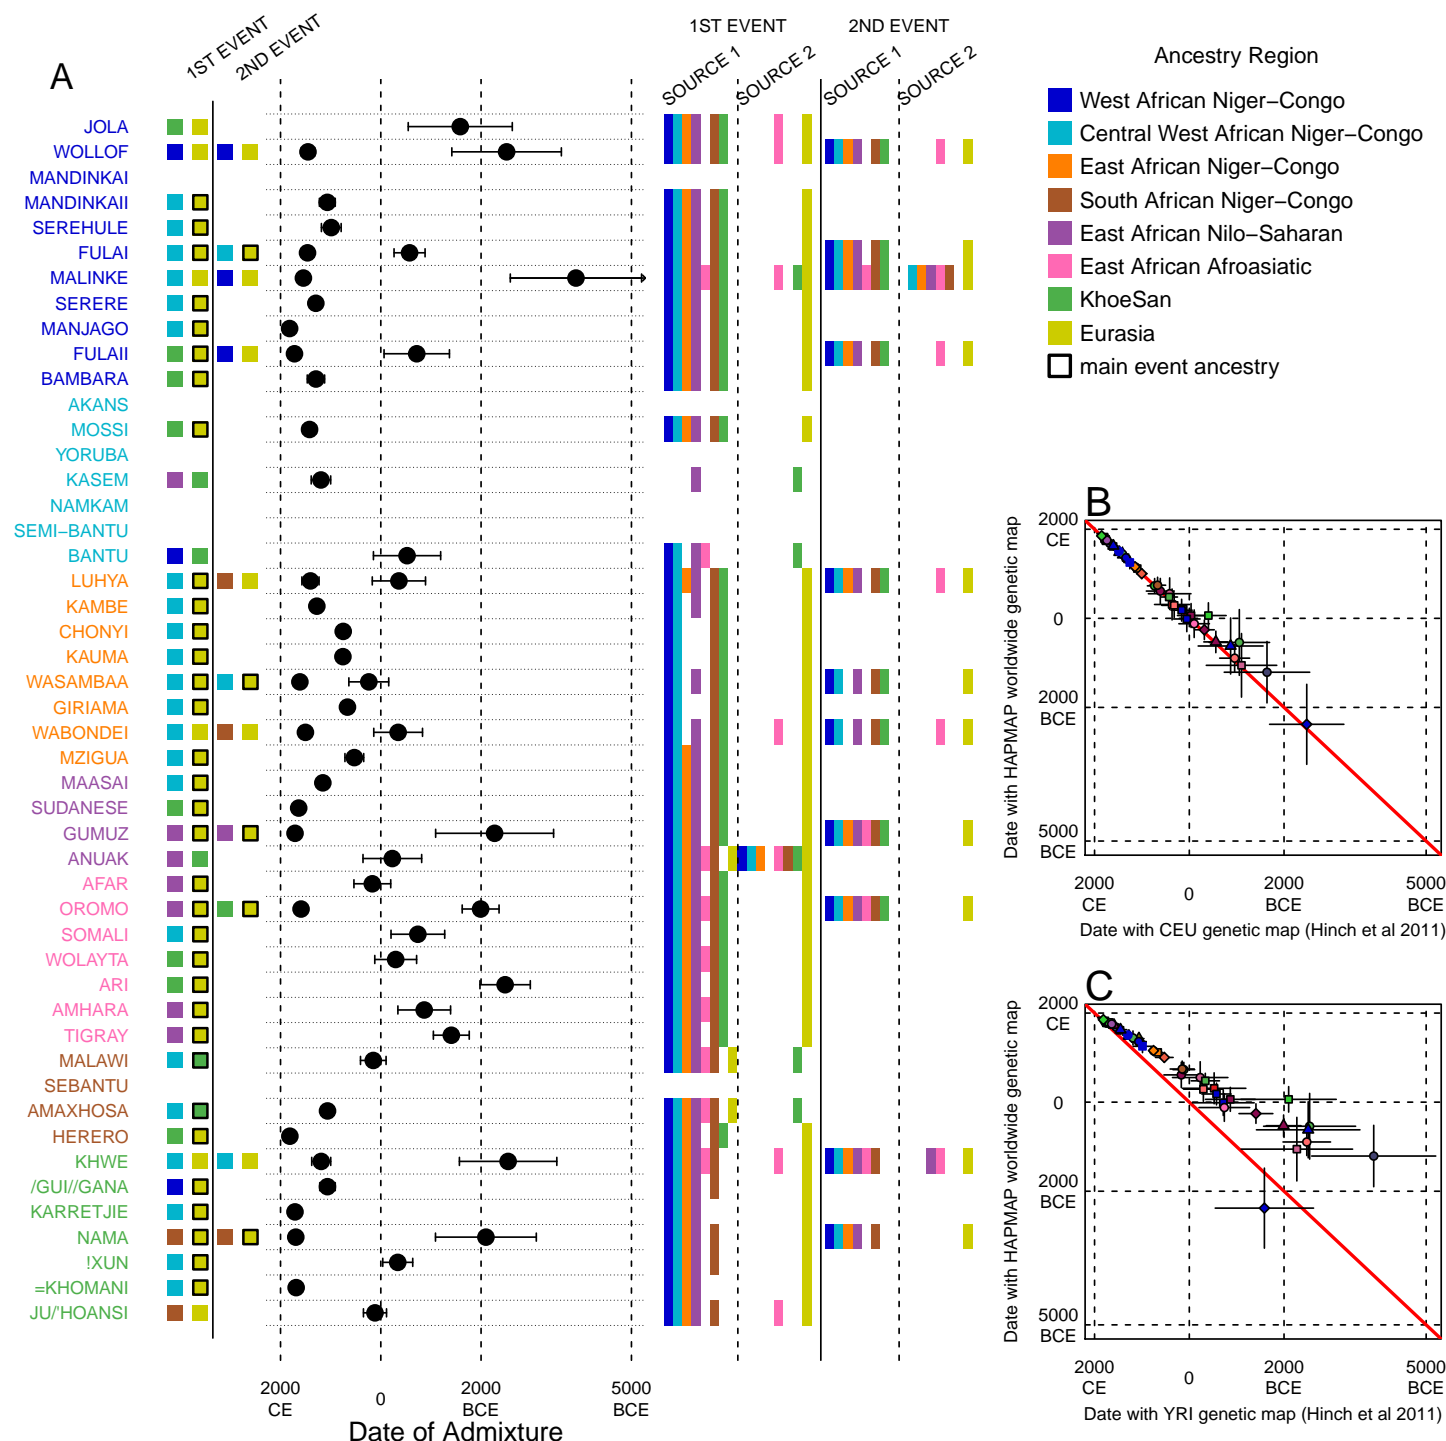 A
1ST EVENT
2ND EVENT
1ST EVENT
2ND EVENT
SOURCE 1
SOURCE 2
SOURCE 1
SOURCE 2
JOLA
WOLLOF
MANDINKAI
MANDINKAII
SEREHULE
FULAI
MALINKE
SERERE
MANJAGO
FULAII
BAMBARA
AKANS
MOSSI
YORUBA
KASEM
NAMKAM
SEMI−BANTU
BANTU
LUHYA
KAMBE
CHONYI
KAUMA
WASAMBAA
GIRIAMA
WABONDEI
MZIGUA
MAASAI
SUDANESE
GUMUZ
ANUAK
AFAR
OROMO
SOMALI
WOLAYTA
ARI
AMHARA
TIGRAY
MALAWI
SEBANTU
AMAXHOSA
HERERO
KHWE
/GUI//GANA
KARRETJIE
NAMA
!XUN
=KHOMANI
JU/'HOANSI
2000 0 2000 5000
CE BCE BCE
Date of Admixture
Ancestry Region
West African Niger−Congo
Central West African Niger−Congo
East African Niger−Congo
South African Niger−Congo
East African Nilo−Saharan
East African Afroasiatic
KhoeSan
Eurasia
main event ancestry
B
Date with HAPMAP worldwide genetic map
2000
CE
0
2000
BCE
5000
BCE
2000 0 2000 5000
CE BCE BCE
Date with CEU genetic map (Hinch et al 2011)
C
Date with HAPMAP worldwide genetic map
2000
CE
0
2000
BCE
5000
BCE
2000 0 2000 5000
CE BCE BCE
Date with YRI genetic map (Hinch et al 2011)